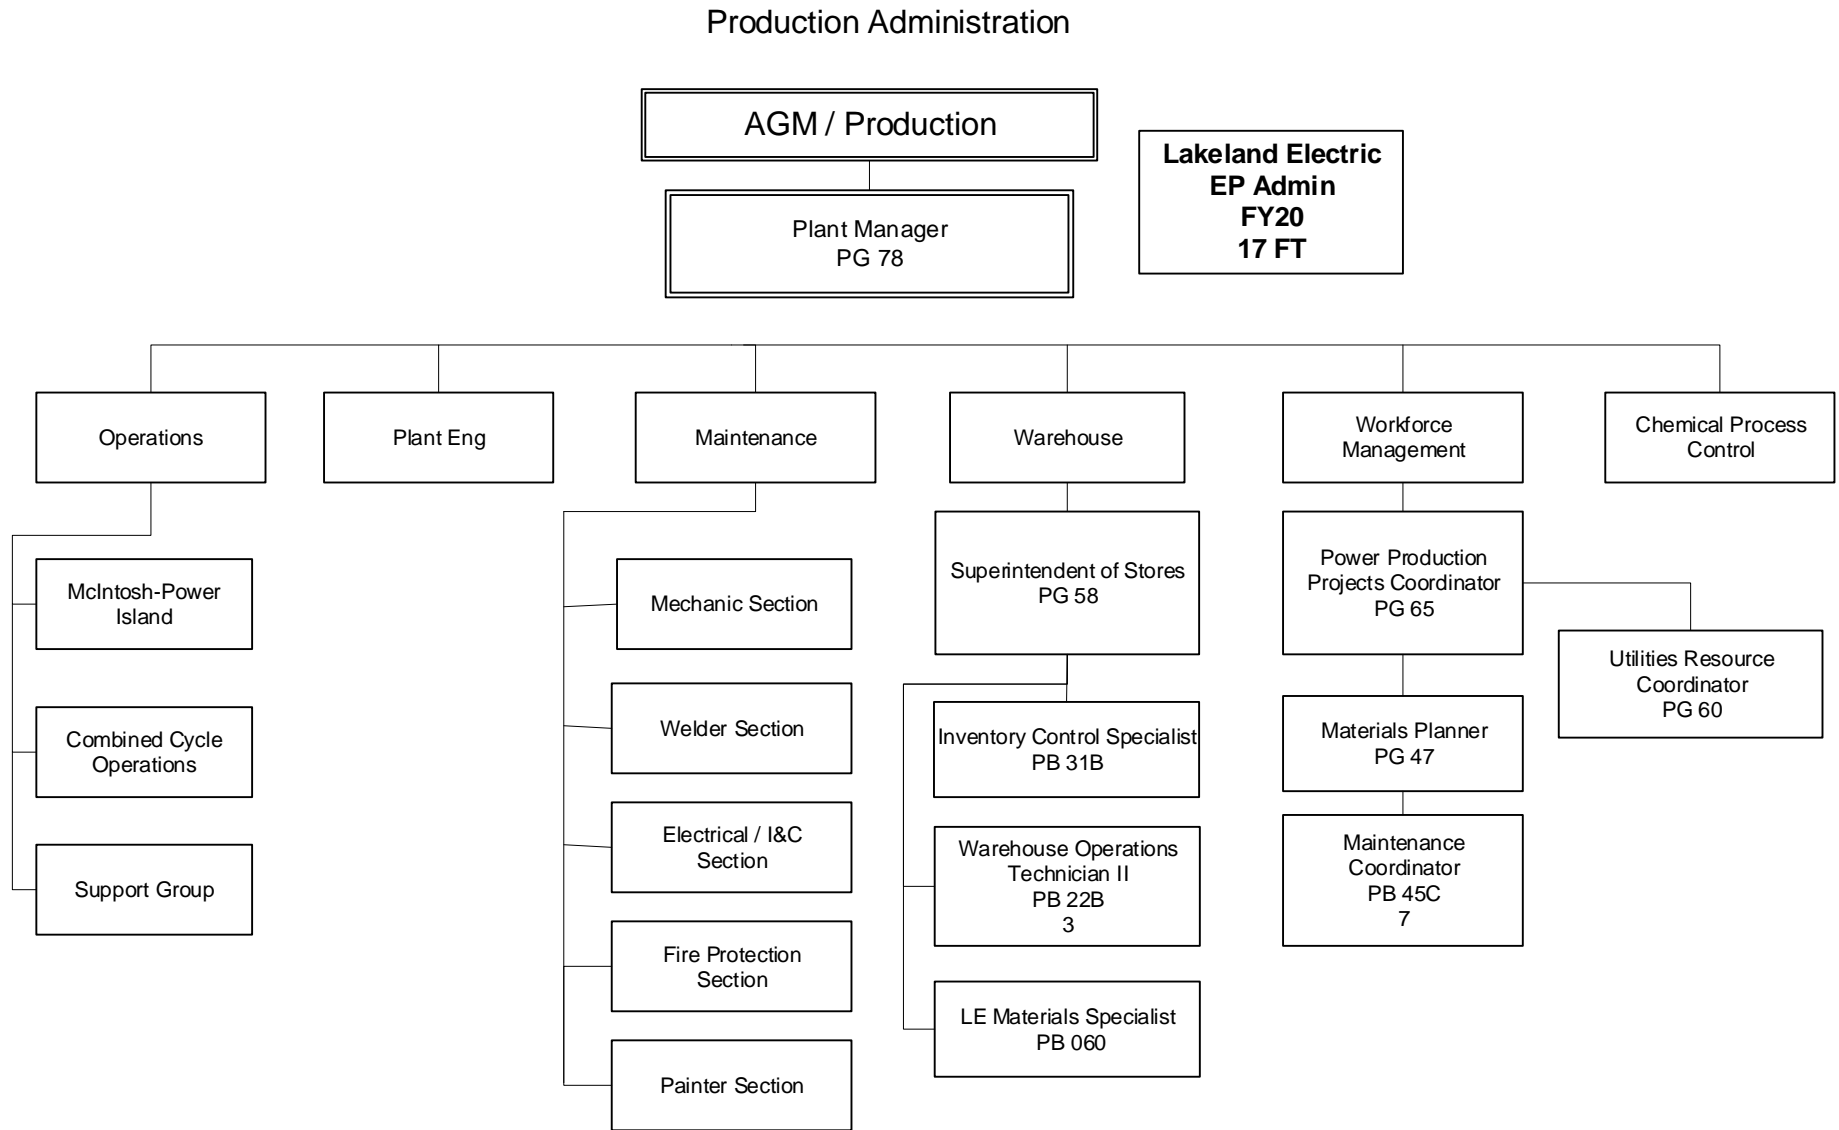 Production Administration
AGM / Production
Lakeland Electric
EP Admin
FY20
17 FT
Plant Manager
PG 78
Operations
Plant Eng
Maintenance
Warehouse
Workforce
Management
Chemical Process
Control
McIntosh-Power
Island
Combined Cycle
Operations
Support Group
Mechanic Section
Welder Section
Electrical / I&C
Section
Fire Protection
Section
Painter Section
Superintendent of Stores
PG 58
Inventory Control Specialist
PB 31B
Warehouse Operations
Technician II
PB 22B
3
LE Materials Specialist
PB 060
Power Production
Projects Coordinator
PG 65
Utilities Resource
Coordinator
PG 60
Materials Planner
PG 47
Maintenance
Coordinator
PB 45C
7